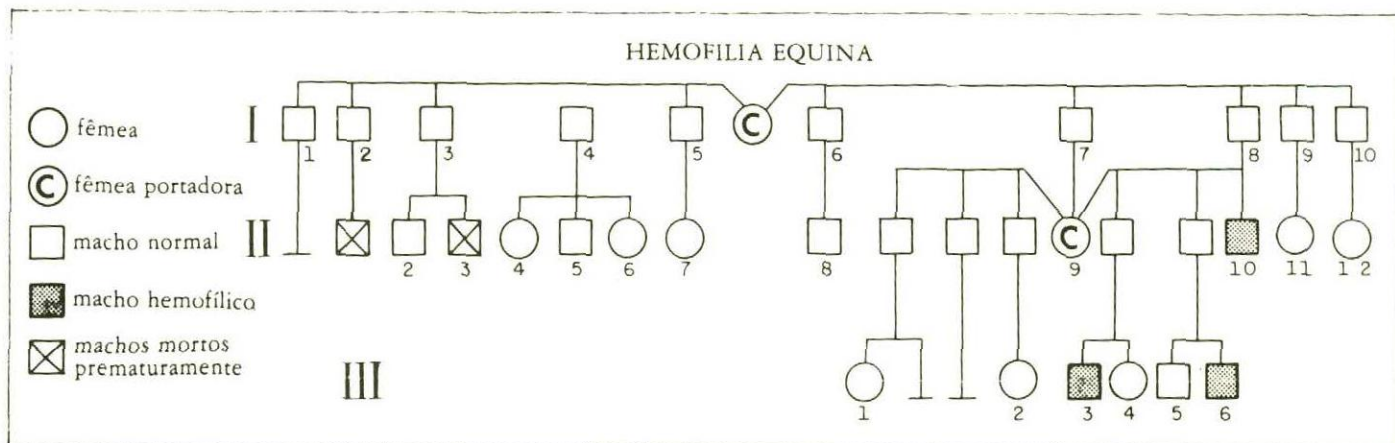 HEMOFILIA EQUINA
fêmea
fêmea portadora
macho normal
macho hemofílico
machos mortos
prematuramente
I
C
1 2 3 4 5 6 7 8 9 10
II
C
2 3 4 5 6 7 8 9 10 11 1 2
III
1 2 3 4 5 6
C